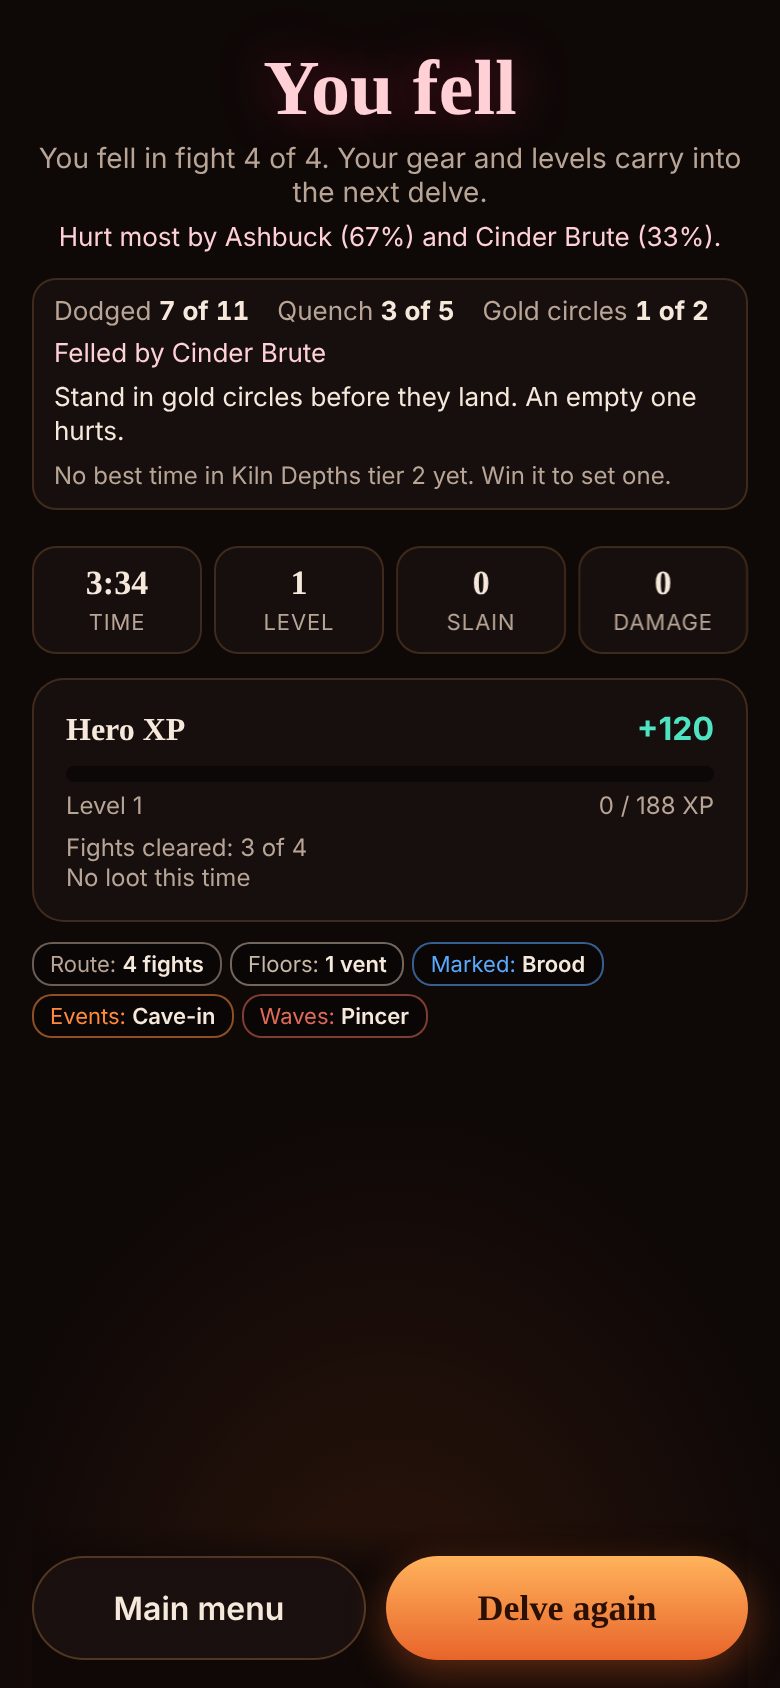 You fell
You fell in fight 4 of 4. Your gear and levels carry into
the next delve.
Hurt most by Ashbuck (67%) and Cinder Brute (33%).
Dodged 7 of 11 Quench 3 of 5 Gold circles 1 of 2
Felled by Cinder Brute
Stand in gold circles before they land. An empty one
hurts.
No best time in Kiln Depths tier 2 yet. Win it to set one.
3:34 1 0 0
TIME LEVEL SLAIN DAMAGE
Hero XP +120
Level 1 0 / 188 XP
Fights cleared: 3 of 4
No loot this time
Route: 4 fights Floors: 1 vent Marked: Brood
Events: Cave-in Waves: Pincer
Main menu Delve again